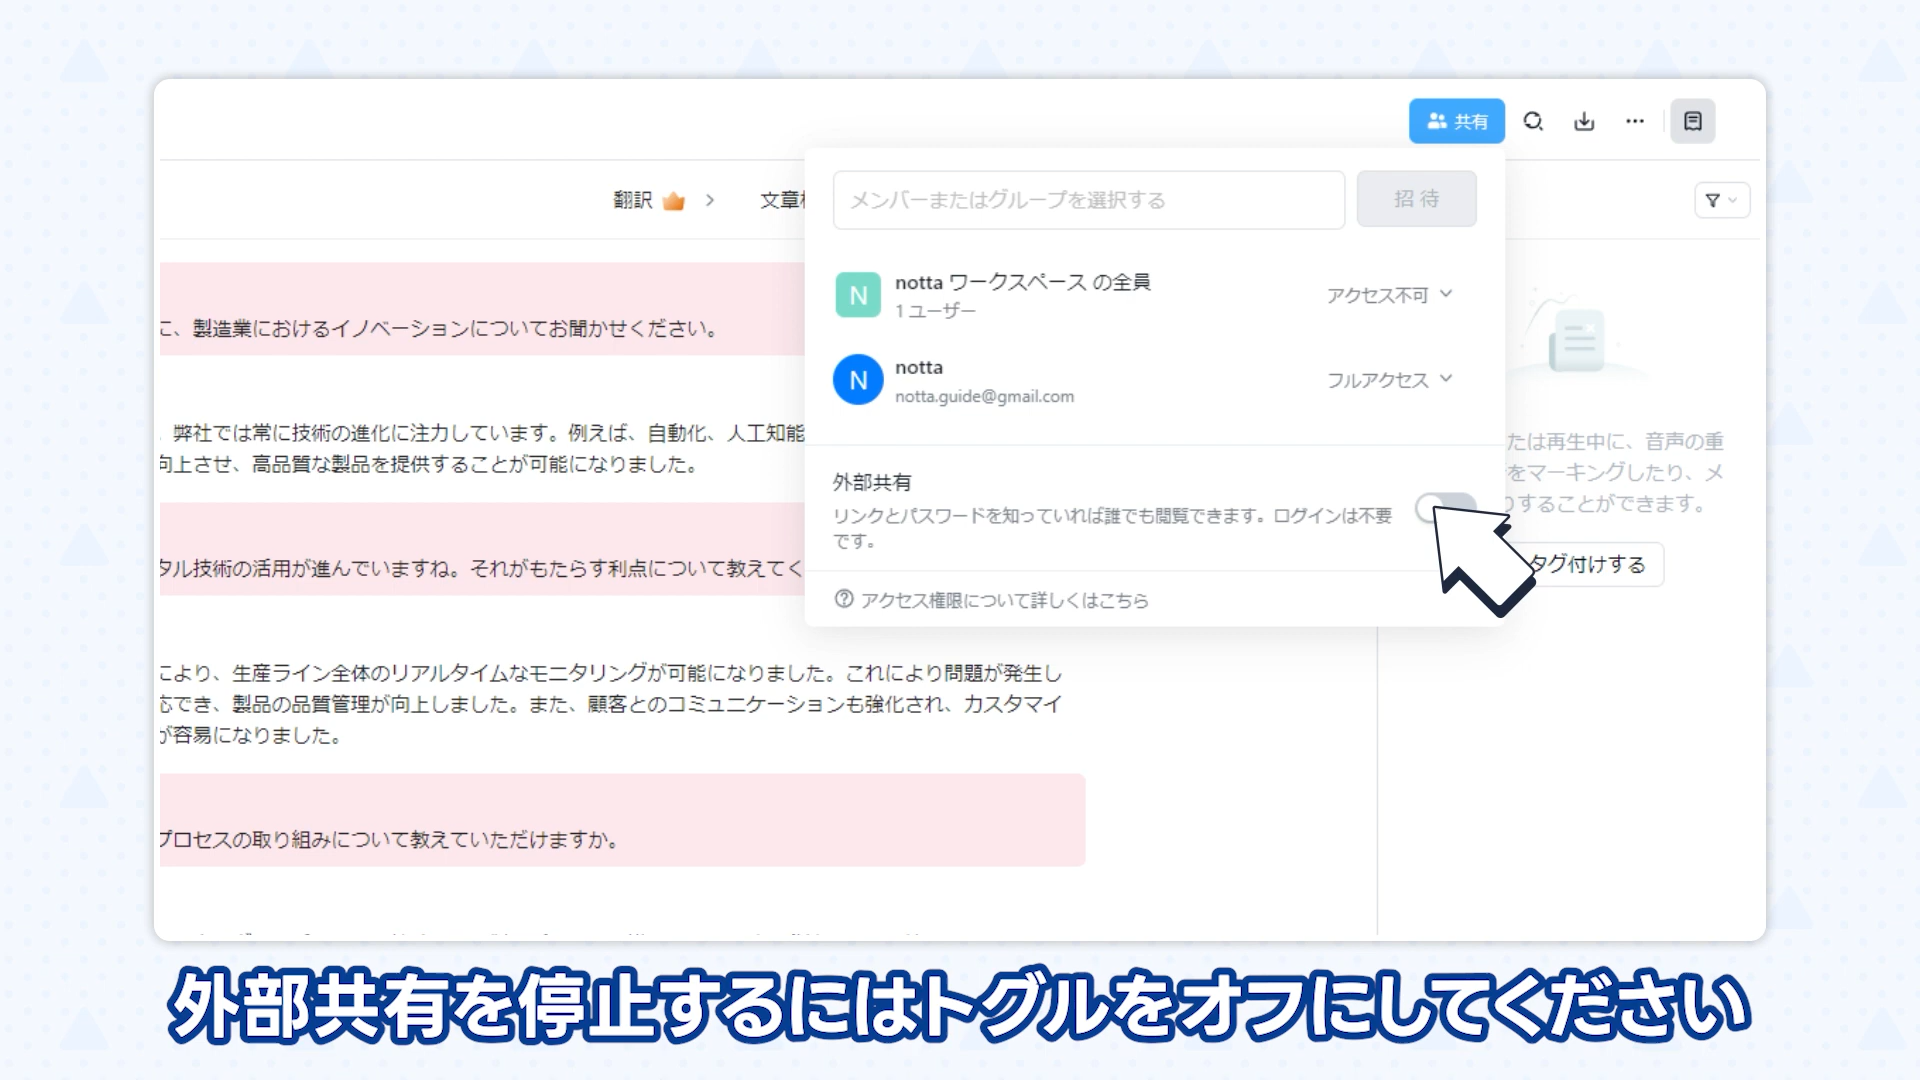 共有
翻訳
文章
メンバーまたはグループを選択する
招待
N
notta ワークスペース の全員
1 ユーザー
アクセス不可
に、製造業におけるイノベーションについてお聞かせください。
N
notta
notta.guide@gmail.com
フルアクセス
弊社では常に技術の進化に注力しています。例えば、自動化、人工知能
向上させ、高品質な製品を提供することが可能になりました。
たは再生中に、音声の重
をマーキングしたり、メ
りすることができます。
外部共有
リンクとパスワードを知っていれば誰でも閲覧できます。ログインは不要
です。
タグ付けする
タル技術の活用が進んでいますね。それがもたらす利点について教えてく
アクセス権限について詳しくはこちら
により、生産ライン全体のリアルタイムなモニタリングが可能になりました。これにより問題が発生し
応でき、製品の品質管理が向上しました。また、顧客とのコミュニケーションも強化され、カスタマイ
が容易になりました。
プロセスの取り組みについて教えていただけますか。
外部共有を停止するにはトグルをオフにしてください